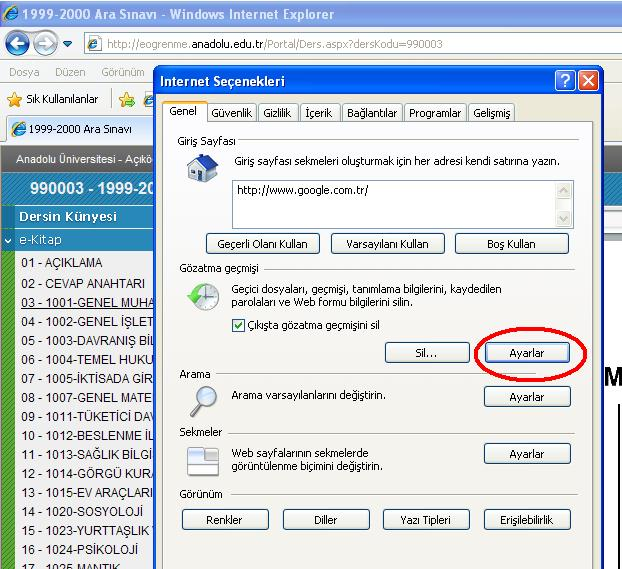 1999-2000 Ara Sınavı - Windows Internet Explorer
http://eogrenme.anadolu.edu.tr/Portal/Ders.aspx?dersKodu=990003
Dosya Düzen Görünüm
Sık Kullanılanlar
1999-2000 Ara Sınavı
Anadolu Üniversitesi - Açıkö
990003 - 1999-20
Dersin Künyesi
e-Kitap
01 - AÇIKLAMA
02 - CEVAP ANAHTARI
03 - 1001-GENEL MUHA
04 - 1002-GENEL İŞLET
05 - 1003-DAVRANIŞ BİL
06 - 1004-TEMEL HUKU
07 - 1005-İKTİSADA GİR
08 - 1007-GENEL MATE
09 - 1011-TÜKETİCİ DAV
10 - 1012-BESLENME İL
11 - 1013-SAĞLIK BİLGİ
12 - 1014-GÖRGÜ KURA
13 - 1015-EV ARAÇLARI
14 - 1020-SOSYOLOJİ
15 - 1023-YURTTAŞLIK
16 - 1024-PSİKOLOJİ
17 - 1025-MANTIK
Internet Seçenekleri
Genel Güvenlik Gizlilik İçerik Bağlantılar Programlar Gelişmiş
Giriş Sayfası
Giriş sayfası sekmeleri oluşturmak için her adresi kendi satırına yazın.
http://www.google.com.tr/
Geçerli Olanı Kullan Varsayılanı Kullan Boş Kullan
Gözatma geçmişi
Geçici dosyaları, geçmişi, tanımlama bilgilerini, kaydedilen
parolaları ve Web formu bilgilerini silin.
Çıkışta gözatma geçmişini sil
Sil... Ayarlar
Arama
Arama varsayılanlarını değiştirin.
Ayarlar
Sekmeler
Web sayfalarının sekmelerde
görüntülenme biçimini değiştirin.
Ayarlar
Görünüm
Renkler Diller Yazı Tipleri Erişilebilirlik
M